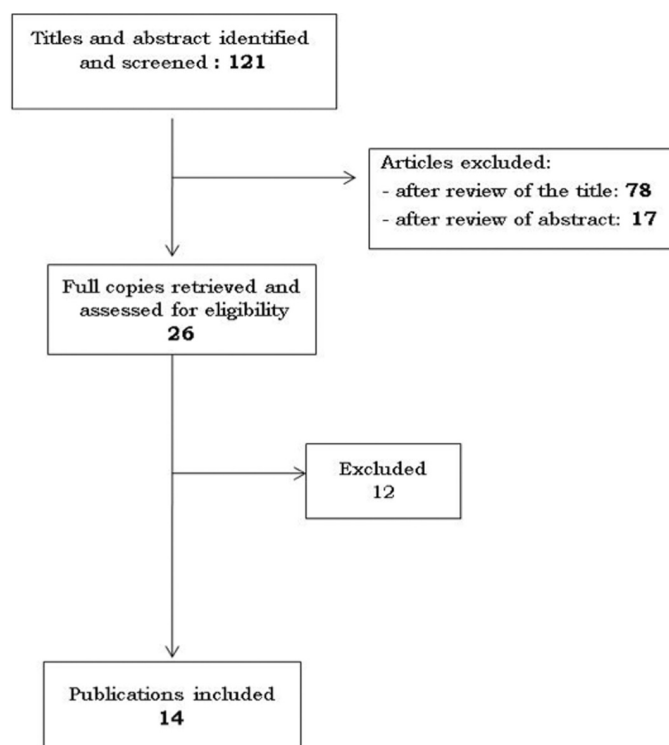 Titles and abstract identified
and screened : 121
Articles excluded:
- after review of the title: 78
- after review of abstract: 17
Full copies retrieved and
assessed for eligibility
26
Excluded
12
Publications included
14